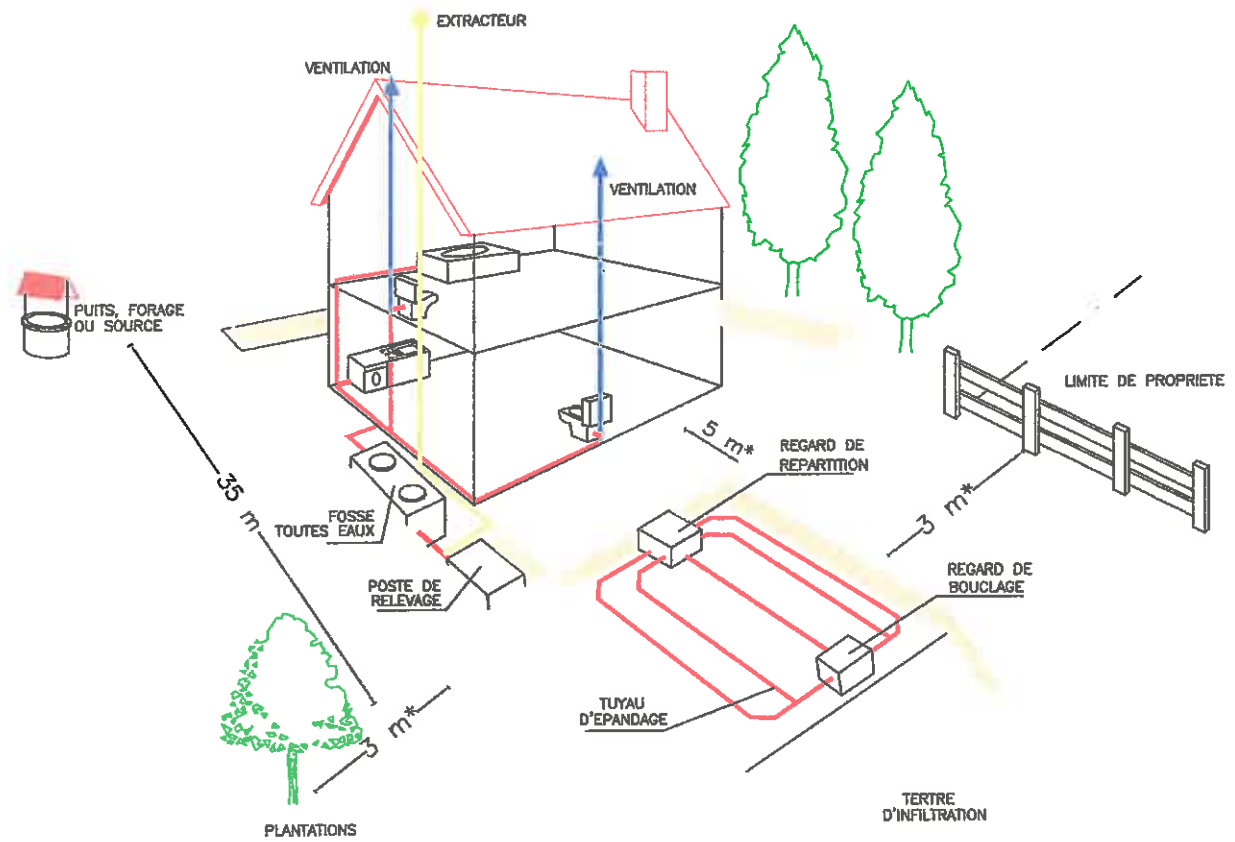 EXTRACTEUR
VENTILATION
VENTILATION
PUITS, FORAGE
OU SOURCE
LIMITE DE PROPRIETE
5 m*
REGARD DE
REPARTITION
35 m
3 m*
FOSSE
TOUTES EAUX
REGARD DE
BOUCLAGE
POSTE DE
RELEVAGE
TUYAU
D'EPANDAGE
3 m*
TERTRE
D'INFILTRATION
PLANTATIONS